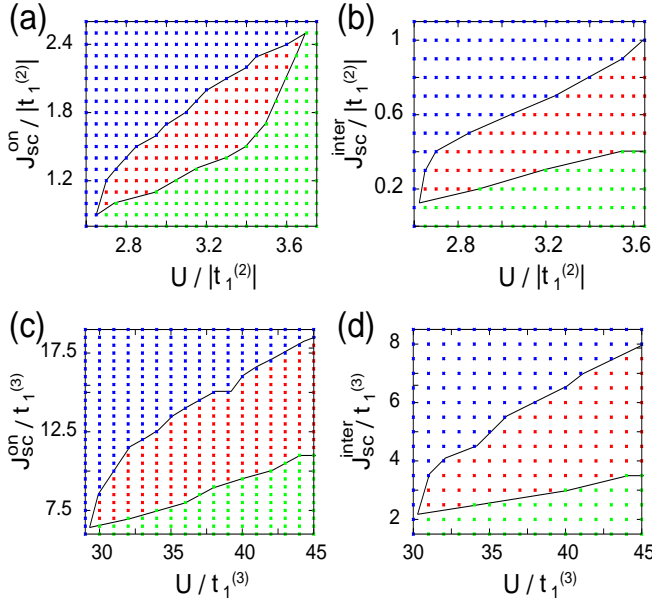 (a)
(b)
2.4
1.8
1.2
J_sc^on / |t_1^(2)|
2.8 3.2 3.6
U / |t_1^(2)|
1
0.6
0.2
J_sc^inter / |t_1^(2)|
2.8 3.2 3.6
U / |t_1^(2)|
(c)
(d)
17.5
12.5
7.5
J_sc^on / t_1^(3)
30 35 40 45
U / t_1^(3)
8
6
4
2
J_sc^inter / t_1^(3)
30 35 40 45
U / t_1^(3)